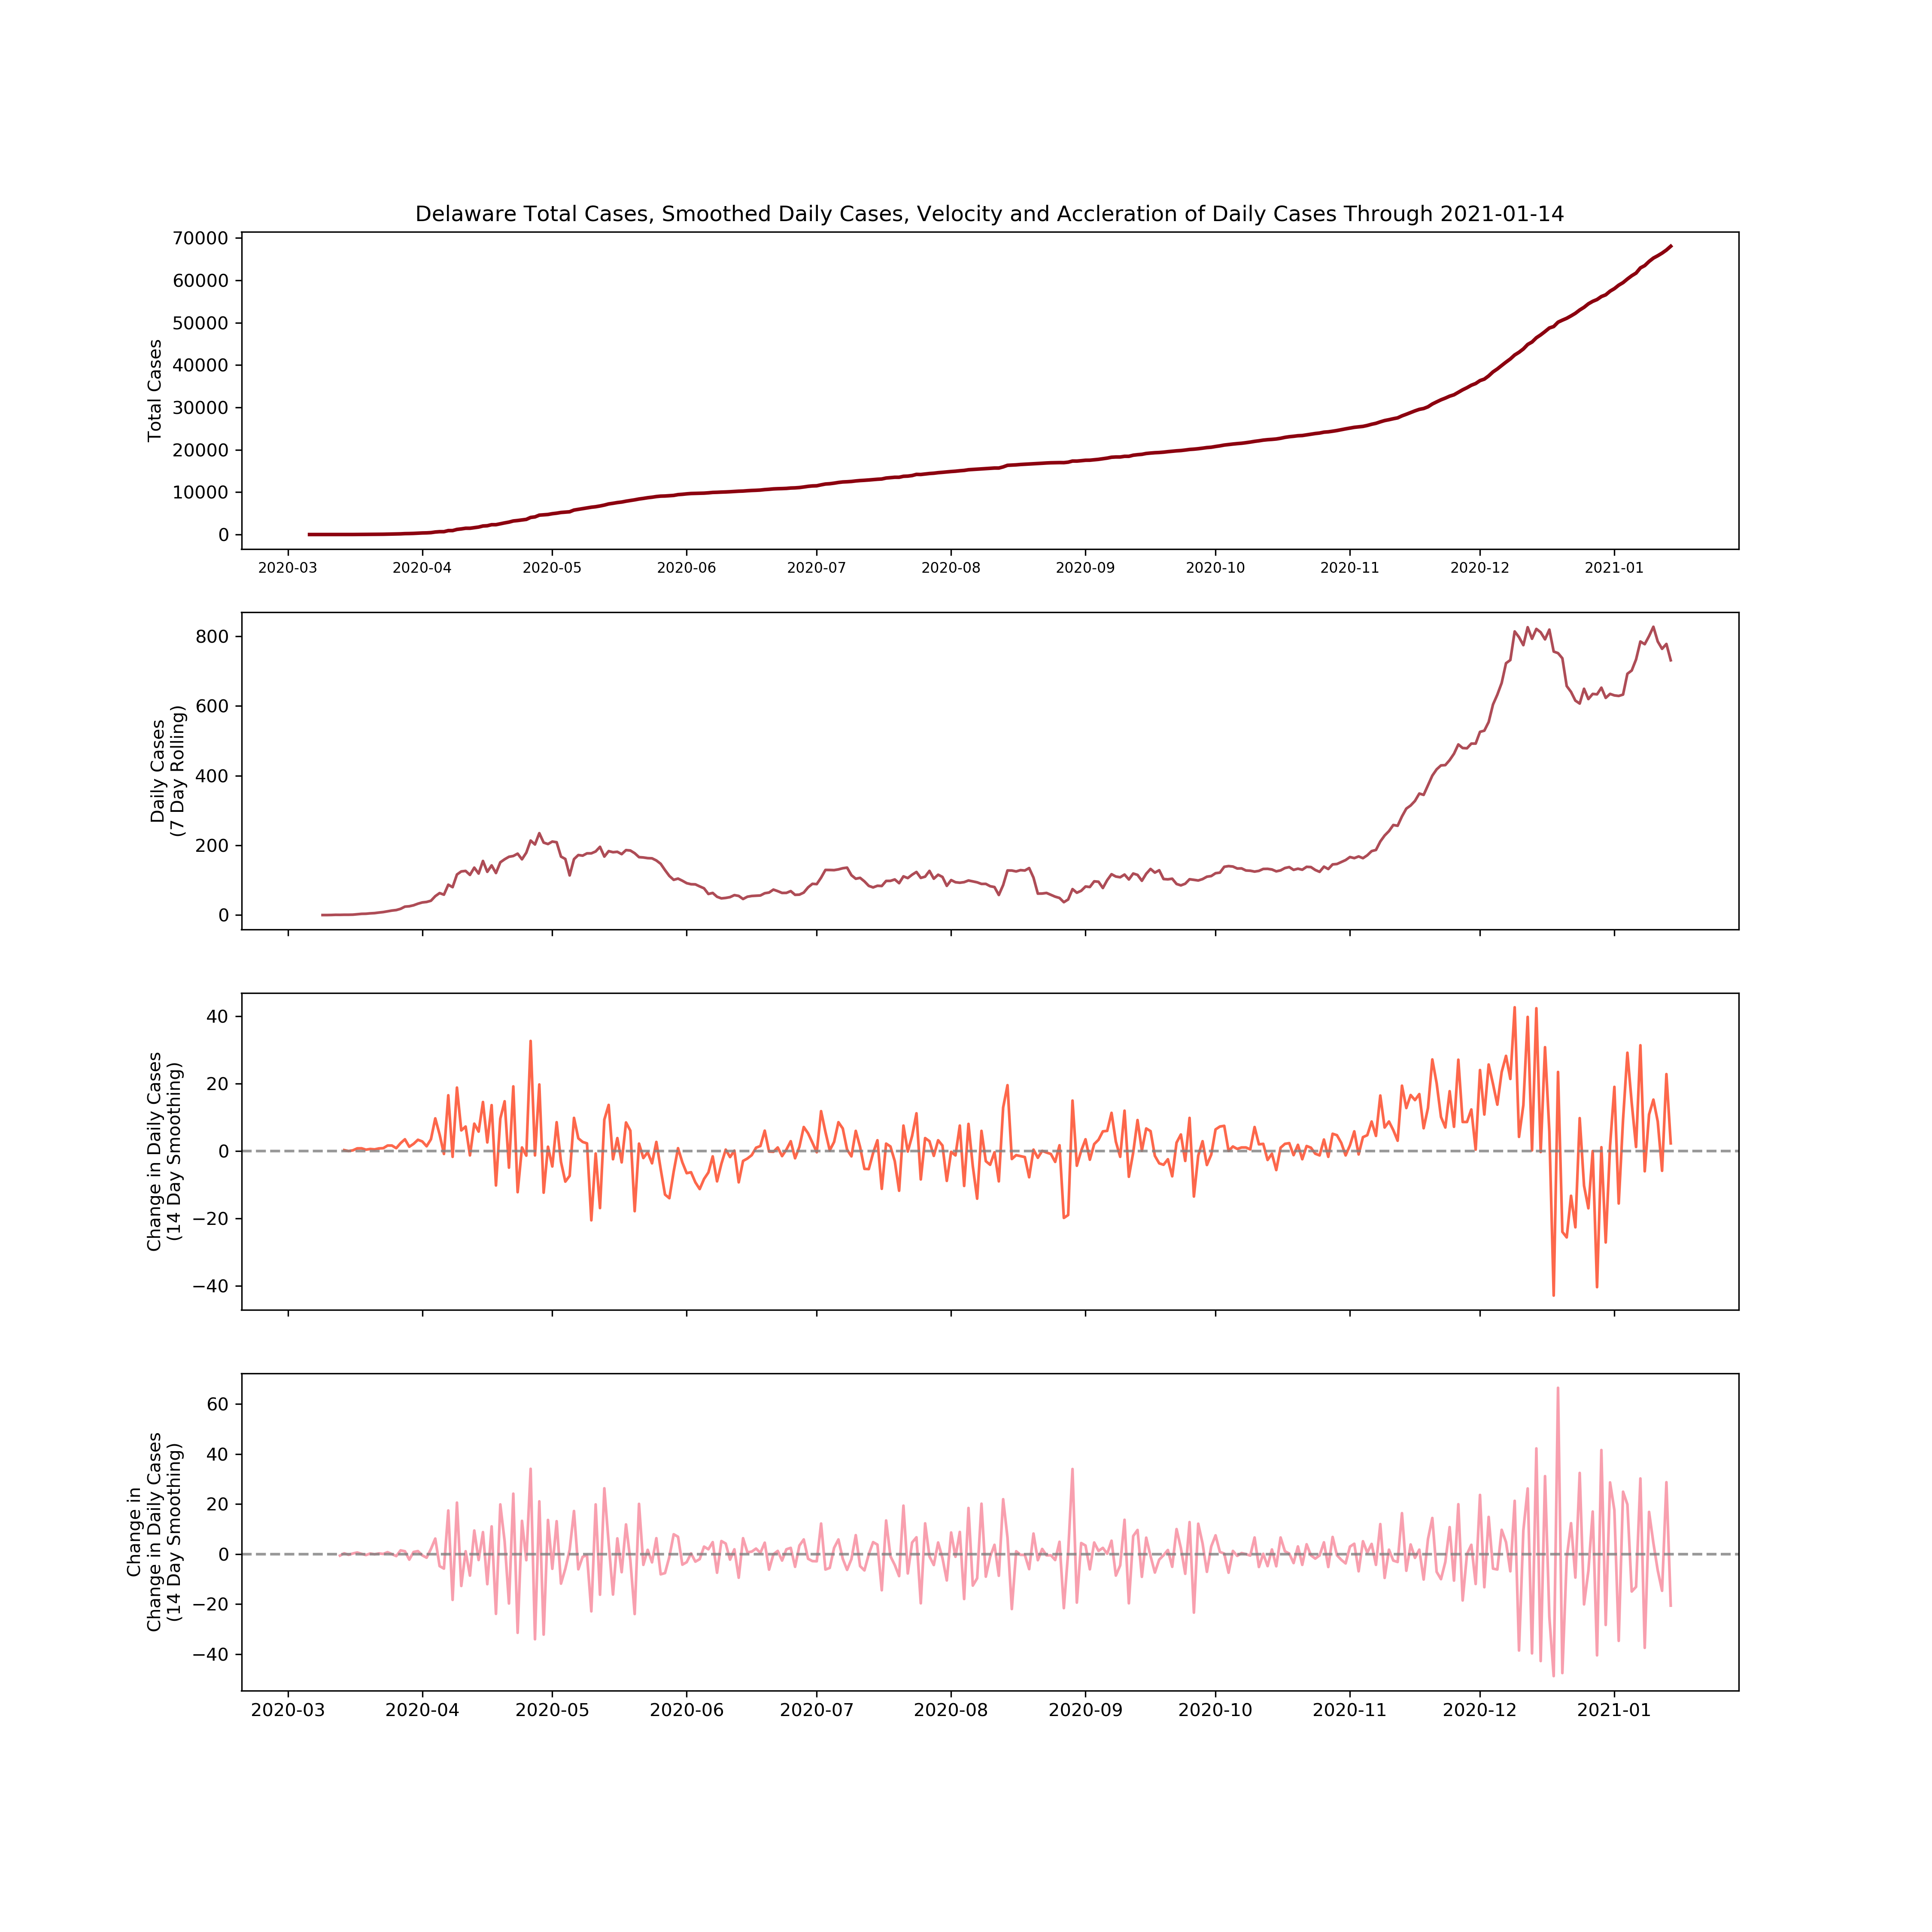 Delaware Total Cases, Smoothed Daily Cases, Velocity and Accleration of Daily Cases Through 2021-01-14
70000
60000
50000
40000
30000
20000
10000
0
Total Cases
2020-03 2020-04 2020-05 2020-06 2020-07 2020-08 2020-09 2020-10 2020-11 2020-12 2021-01
800
600
400
200
0
Daily Cases
(7 Day Rolling)
40
20
0
−20
−40
Change in Daily Cases
(14 Day Smoothing)
60
40
20
0
−20
−40
Change in
Change in Daily Cases
(14 Day Smoothing)
2020-03 2020-04 2020-05 2020-06 2020-07 2020-08 2020-09 2020-10 2020-11 2020-12 2021-01